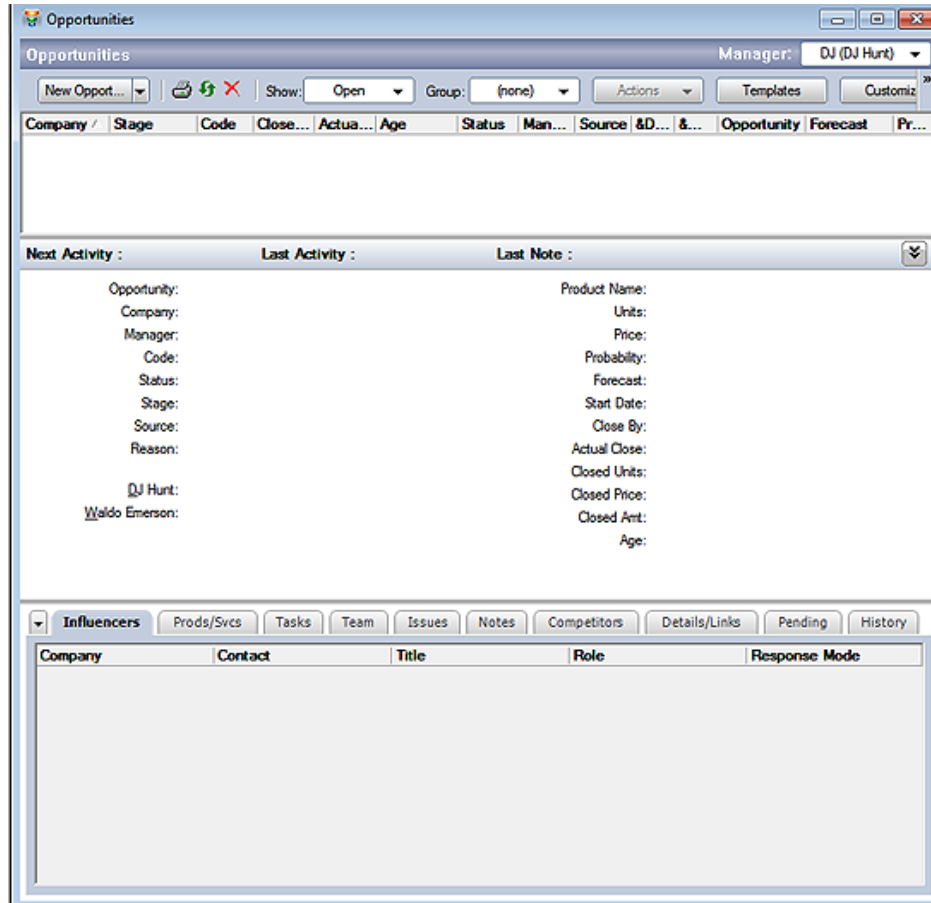 Opportunities
Opportunities Manager: DJ (DJ Hunt)
New Opport... Show: Open Group: (none) Actions Templates Customiz »
Company Stage Code Close... Actua... Age Status Man... Source &D... &... Opportunity Forecast Pr...
Next Activity : Last Activity : Last Note :
Opportunity: Product Name:
Company: Units:
Manager: Price:
Code: Probability:
Status: Forecast:
Stage: Start Date:
Source: Close By:
Reason: Actual Close:
Closed Units:
DJ Hunt: Closed Price:
Waldo Emerson: Closed Amt:
Age:
Influencers Prods/Svcs Tasks Team Issues Notes Competitors Details/Links Pending History
Company Contact Title Role Response Mode